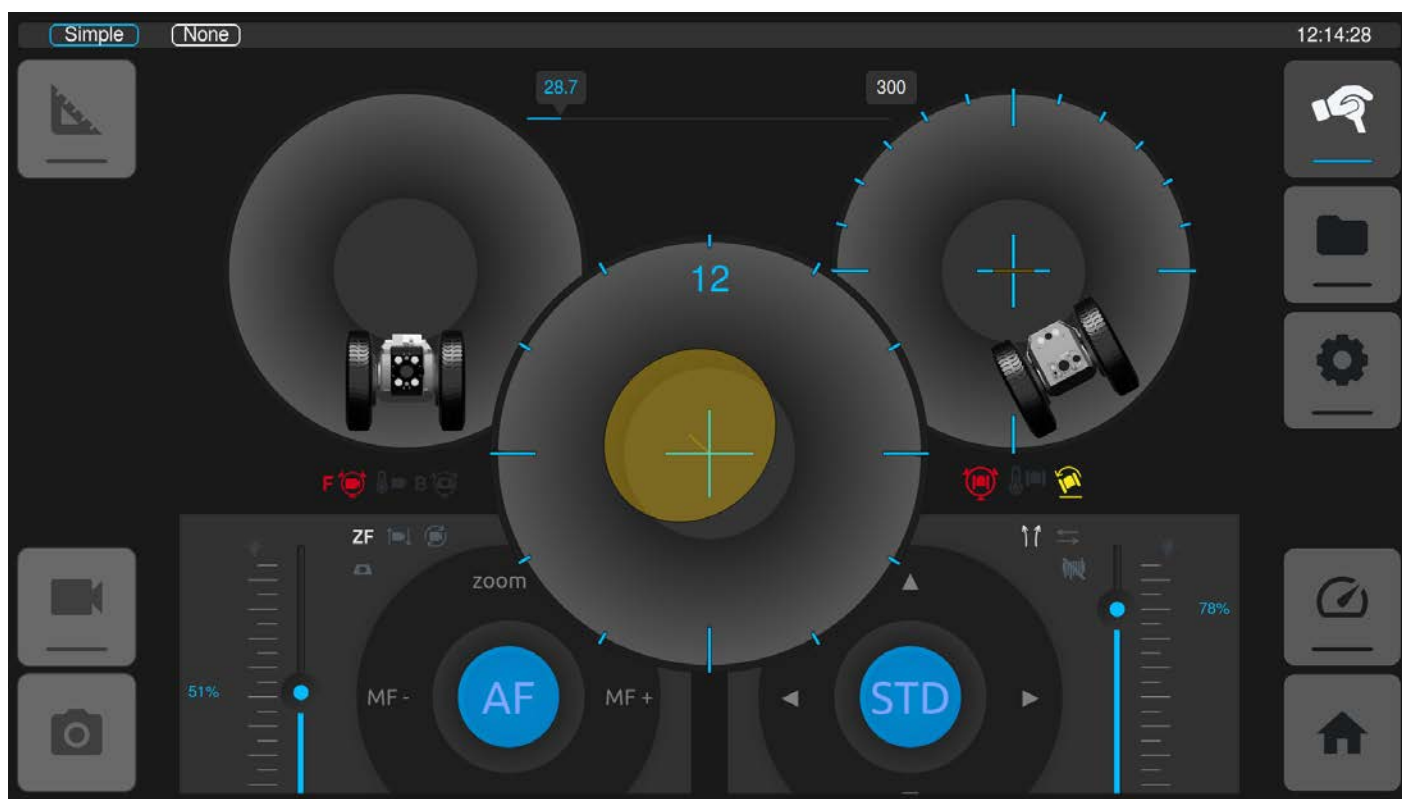 Simple None 12:14:28
28.7 300
12
F B
ZF
zoom
51% MF - AF MF + STD 78%